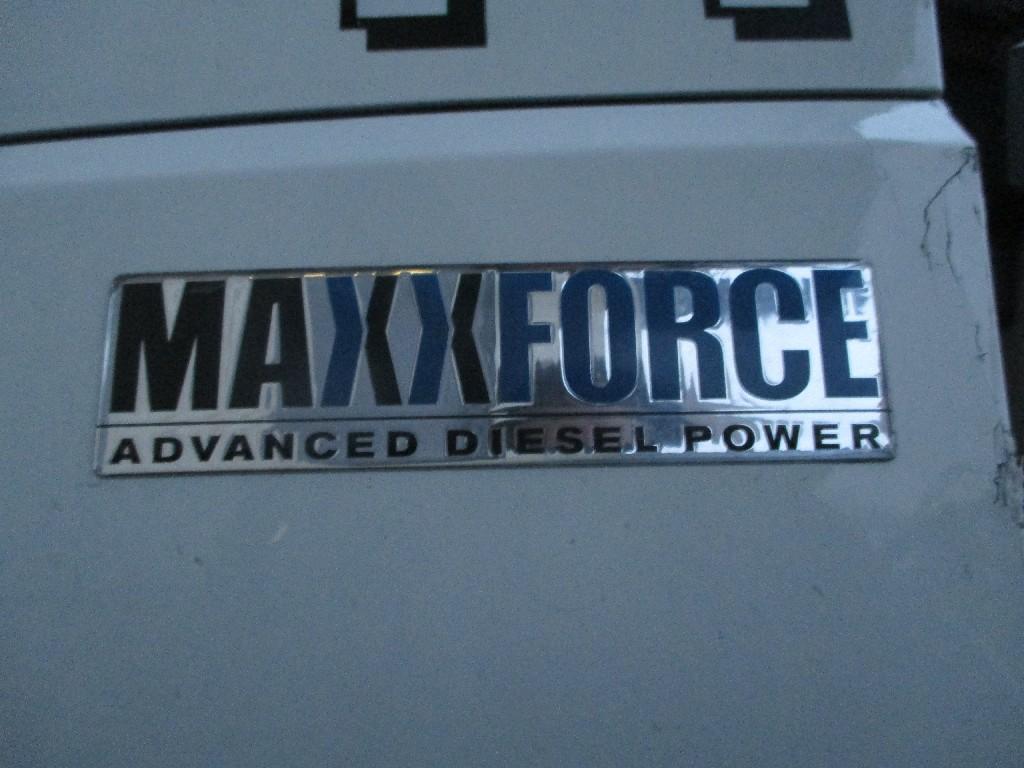 MAXXFORCE
ADVANCED DIESEL POWER